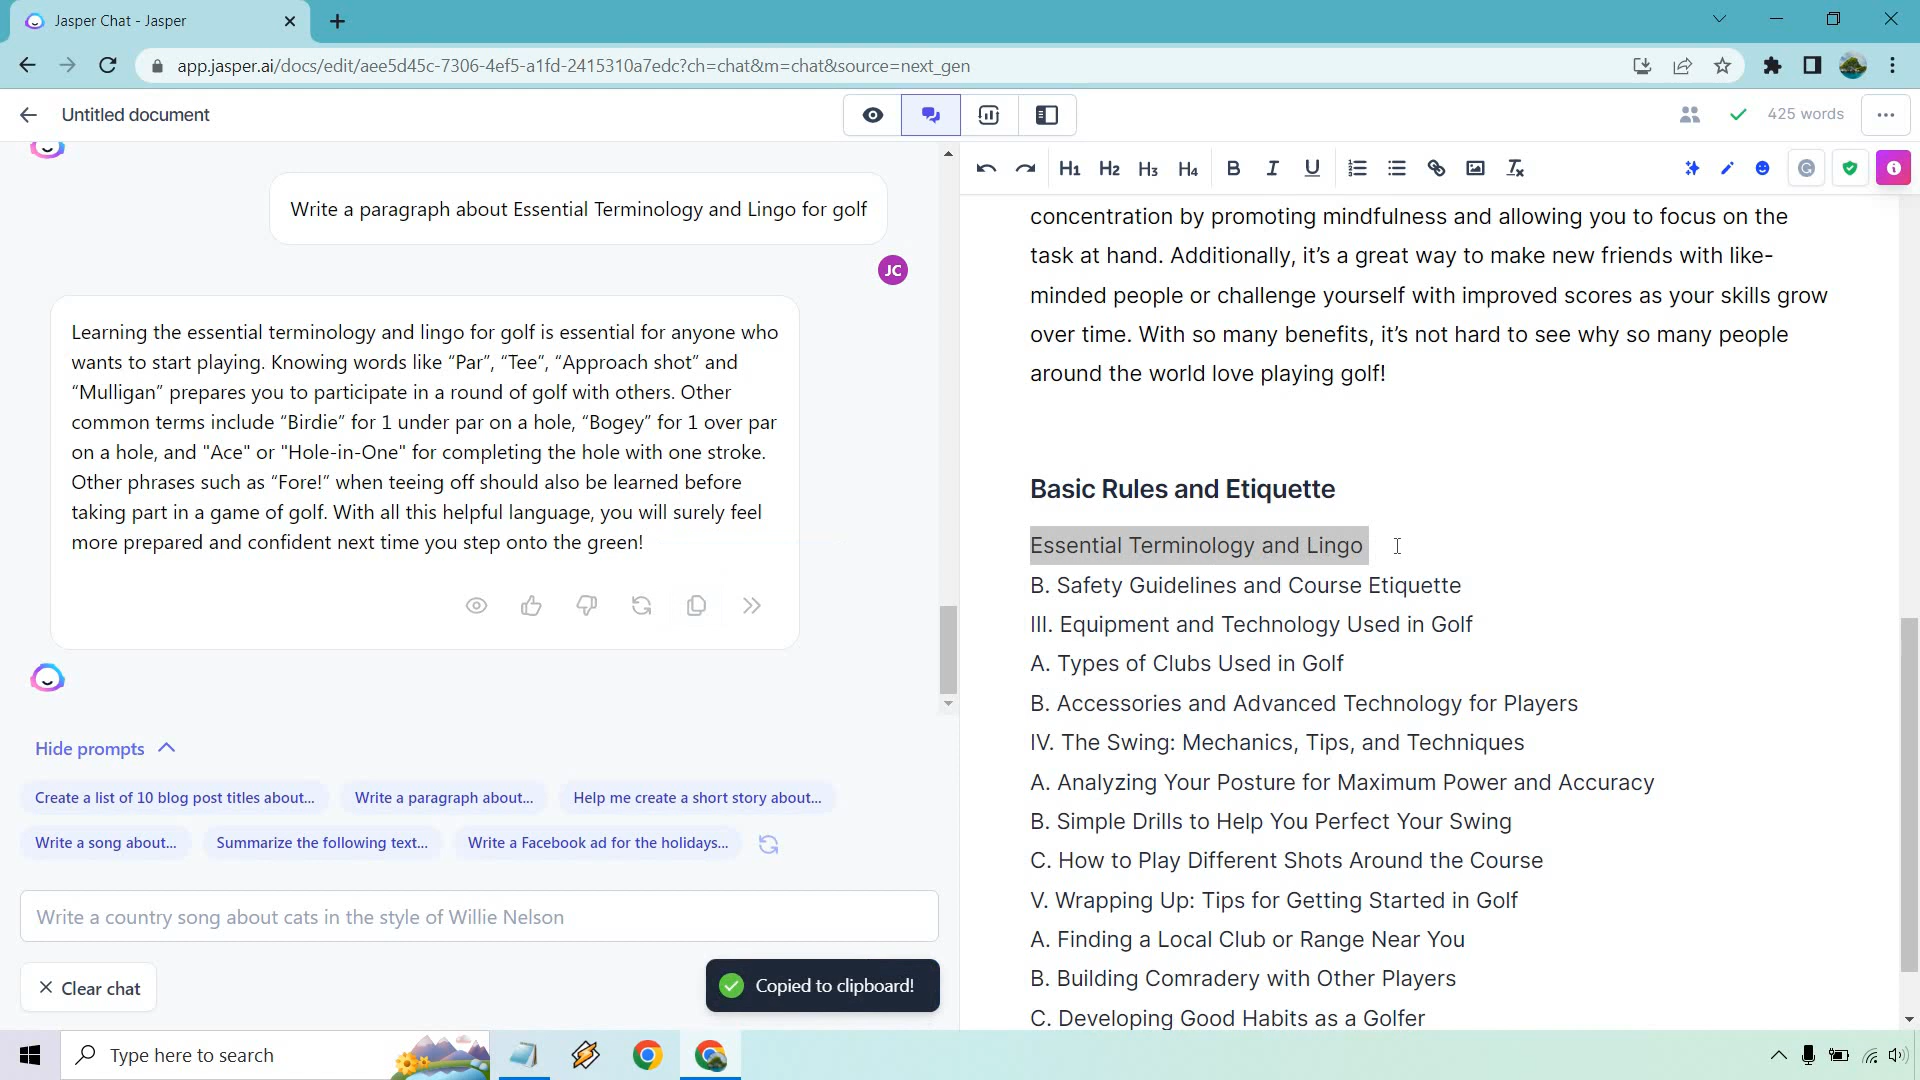 Jasper Chat - Jasper
app.jasper.ai/docs/edit/aee5d45c-7306-4ef5-a1fd-2415310a7edc?ch=chat&m=chat&source=next_gen
Untitled document
425 words
Write a paragraph about Essential Terminology and Lingo for golf
JC
Learning the essential terminology and lingo for golf is essential for anyone who
wants to start playing. Knowing words like “Par”, “Tee“, “Approach shot” and
“Mulligan” prepares you to participate in a round of golf with others. Other
common terms include “Birdie” for 1 under par on a hole, “Bogey” for 1 over par
on a hole, and "Ace" or "Hole-in-One" for completing the hole with one stroke.
Other phrases such as “Fore!” when teeing off should also be learned before
taking part in a game of golf. With all this helpful language, you will surely feel
more prepared and confident next time you step onto the green!
Hide prompts
Create a list of 10 blog post titles about... Write a paragraph about... Help me create a short story about...
Write a song about... Summarize the following text... Write a Facebook ad for the holidays...
Write a country song about cats in the style of Willie Nelson
Clear chat
Copied to clipboard!
H1 H2 H3 H4 B I U
concentration by promoting mindfulness and allowing you to focus on the
task at hand. Additionally, it’s a great way to make new friends with like-
minded people or challenge yourself with improved scores as your skills grow
over time. With so many benefits, it’s not hard to see why so many people
around the world love playing golf!
Basic Rules and Etiquette
Essential Terminology and Lingo
B. Safety Guidelines and Course Etiquette
III. Equipment and Technology Used in Golf
A. Types of Clubs Used in Golf
B. Accessories and Advanced Technology for Players
IV. The Swing: Mechanics, Tips, and Techniques
A. Analyzing Your Posture for Maximum Power and Accuracy
B. Simple Drills to Help You Perfect Your Swing
C. How to Play Different Shots Around the Course
V. Wrapping Up: Tips for Getting Started in Golf
A. Finding a Local Club or Range Near You
B. Building Comradery with Other Players
C. Developing Good Habits as a Golfer
Type here to search